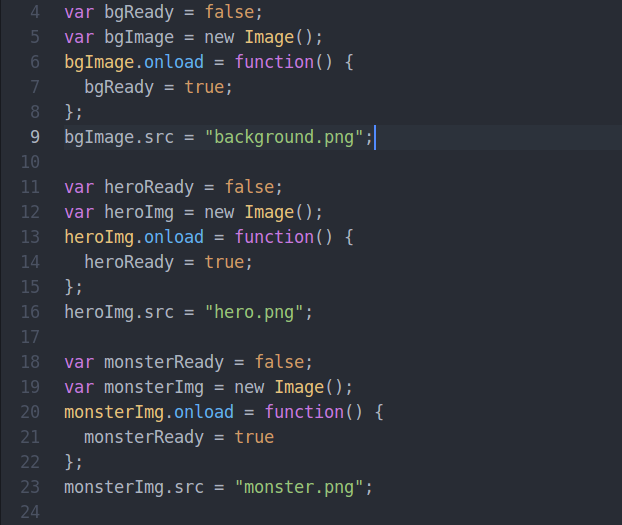 4 var bgReady = false;
5 var bgImage = new Image();
6 bgImage.onload = function() {
7   bgReady = true;
8 };
9 bgImage.src = "background.png";
10
11 var heroReady = false;
12 var heroImg = new Image();
13 heroImg.onload = function() {
14   heroReady = true;
15 };
16 heroImg.src = "hero.png";
17
18 var monsterReady = false;
19 var monsterImg = new Image();
20 monsterImg.onload = function() {
21   monsterReady = true
22 };
23 monsterImg.src = "monster.png";
24